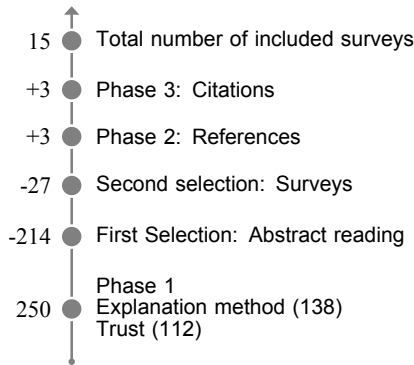 15 Total number of included surveys
+3 Phase 3: Citations
+3 Phase 2: References
-27 Second selection: Surveys
-214 First Selection: Abstract reading
Phase 1
250 Explanation method (138)
Trust (112)